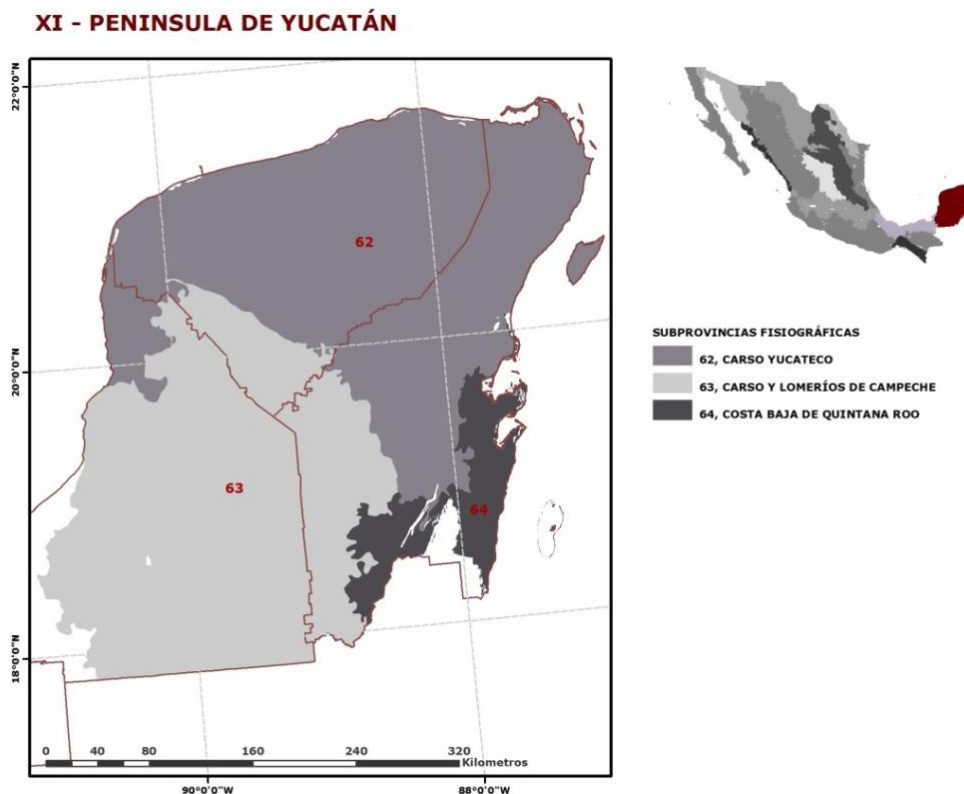 XI - PENINSULA DE YUCATÁN
22°0'0"N
20°0'0"N
18°0'0"N
62
63
64
0 40 80 160 240 320
Kilometros
90°0'0"W 88°0'0"W
SUBPROVINCIAS FISIOGRÁFICAS
62, CARSO YUCATECO
63, CARSO Y LOMERÍOS DE CAMPECHE
64, COSTA BAJA DE QUINTANA ROO